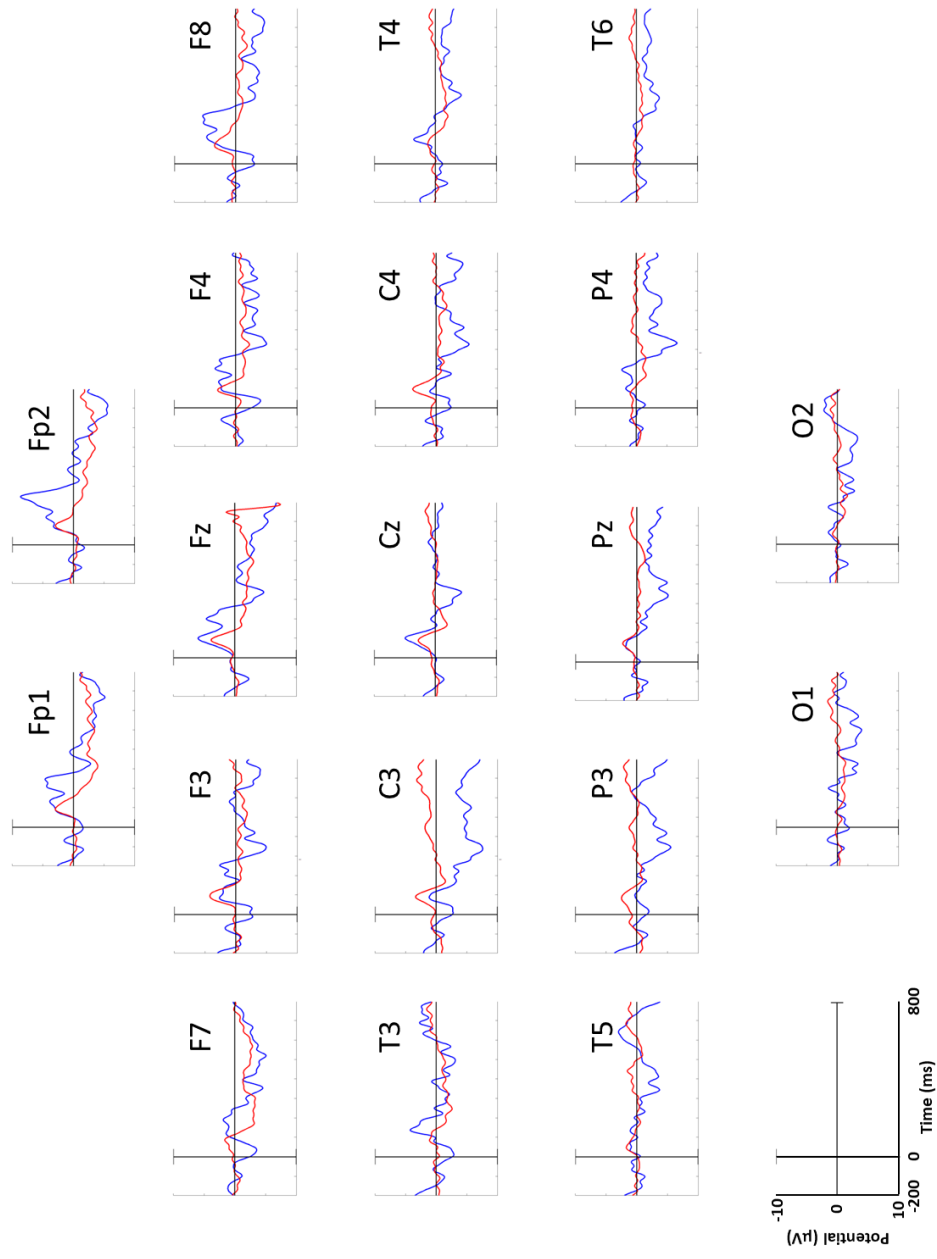 Fp1
Fp2
F7
F3
Fz
F4
F8
T3
C3
Cz
C4
T4
T5
P3
Pz
P4
T6
O1
O2
Potential (µV)
-10
0
10
-200
0
800
Time (ms)